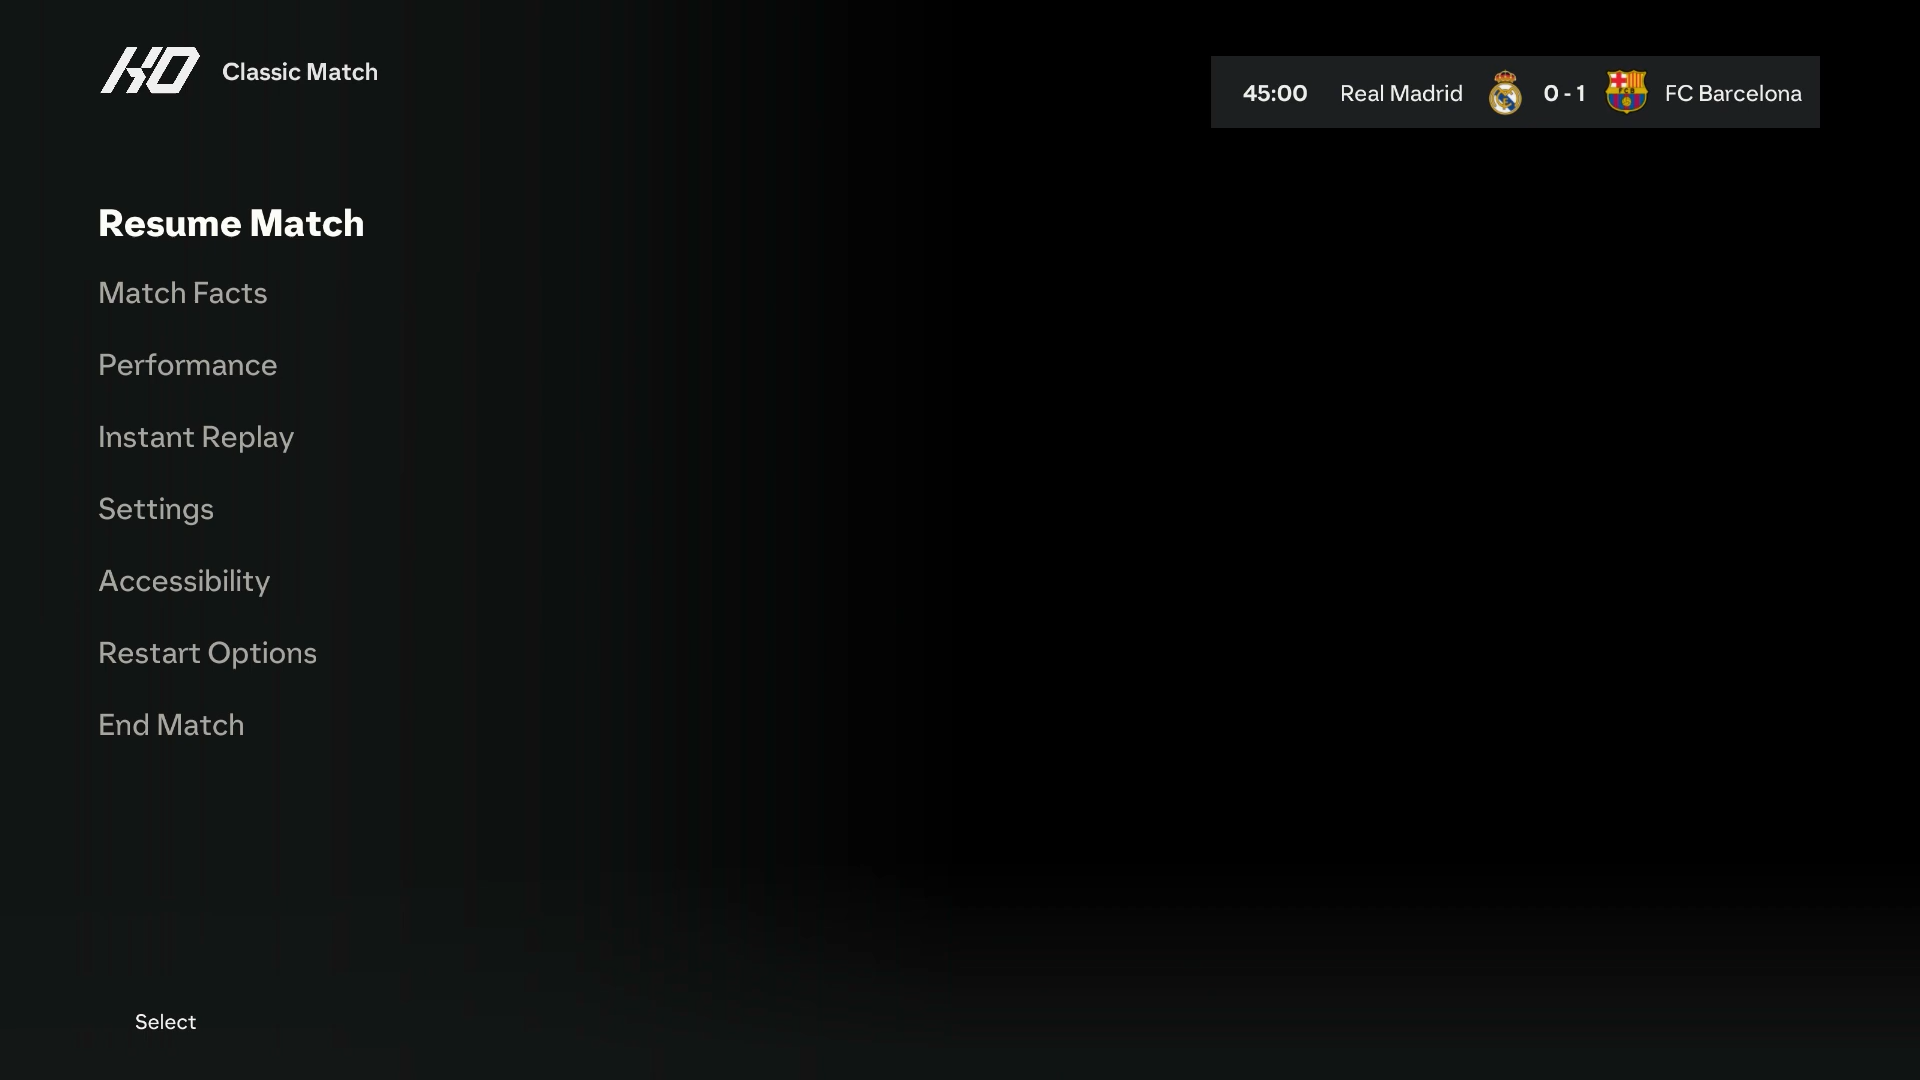 KO Classic Match
45:00 Real Madrid 0 - 1 FC Barcelona
Resume Match
Match Facts
Performance
Instant Replay
Settings
Accessibility
Restart Options
End Match
Select